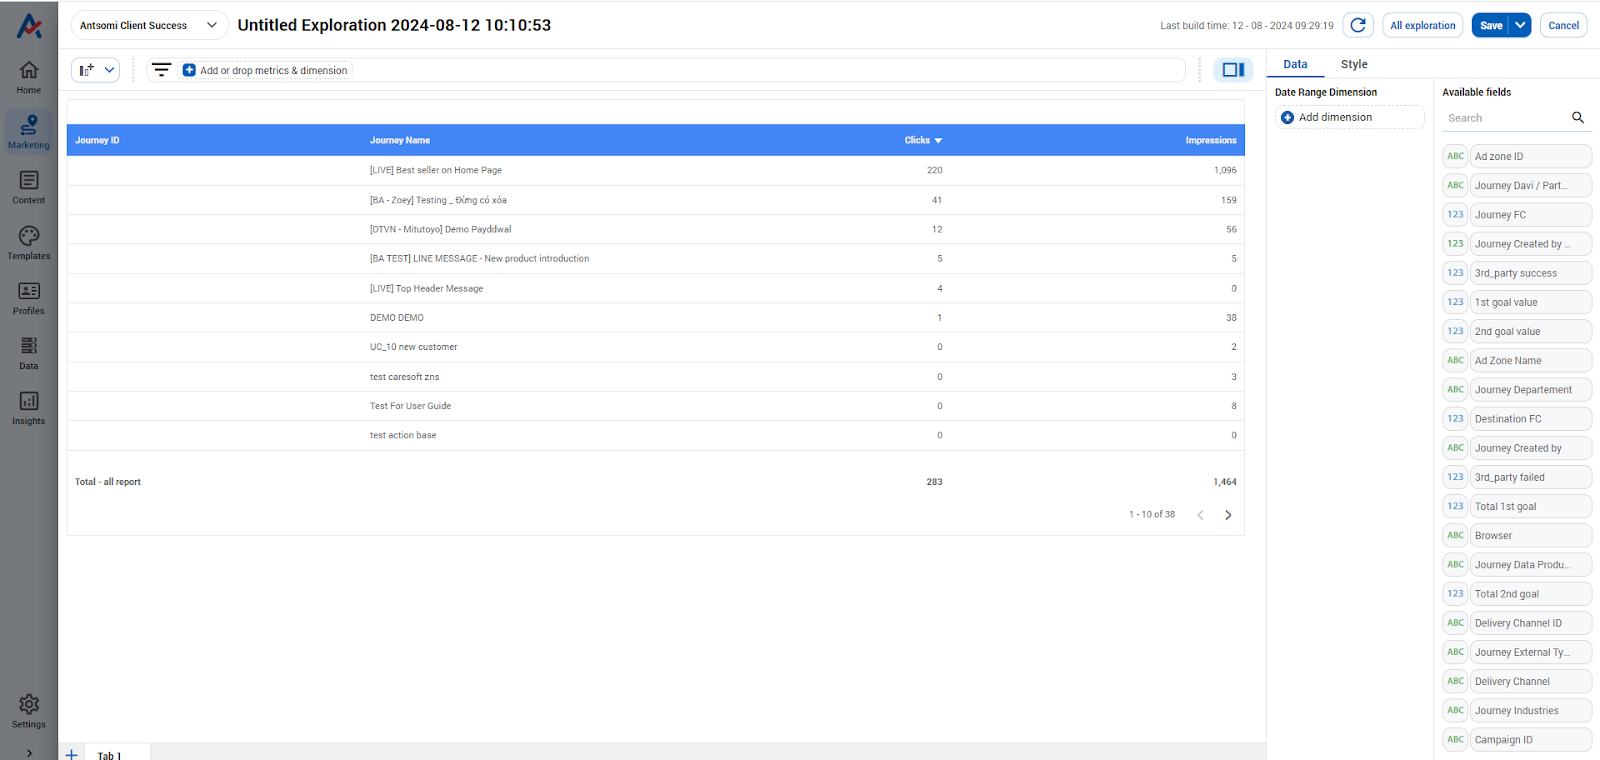 Antsomi Client Success
Untitled Exploration 2024-08-12 10:10:53
Last build time: 12 - 08 - 2024 09:29:19
All exploration
Save
Cancel
Home
Marketing
Content
Templates
Profiles
Data
Insights
Settings
Add or drop metrics & dimension
Journey ID Journey Name Clicks Impressions
[LIVE] Best seller on Home Page 220 1,096
[BA - Zoey] Testing _ Đừng có xóa 41 159
[DTVN - Mitutoyo] Demo Payddwal 12 56
[BA TEST] LINE MESSAGE - New product introduction 5 5
[LIVE] Top Header Message 4 0
DEMO DEMO 1 38
UC_10 new customer 0 2
test caresoft zns 0 3
Test For User Guide 0 8
test action base 0 0
Total - all report 283 1,464
1 - 10 of 38
Tab 1
Data Style
Date Range Dimension
Add dimension
Available fields
Search
ABC Ad zone ID
ABC Journey Davi / Part...
123 Journey FC
123 Journey Created by ...
123 3rd_party success
123 1st goal value
123 2nd goal value
ABC Ad Zone Name
ABC Journey Departement
123 Destination FC
ABC Journey Created by
123 3rd_party failed
123 Total 1st goal
ABC Browser
ABC Journey Data Produ...
123 Total 2nd goal
ABC Delivery Channel ID
ABC Journey External Ty...
ABC Delivery Channel
ABC Journey Industries
ABC Campaign ID